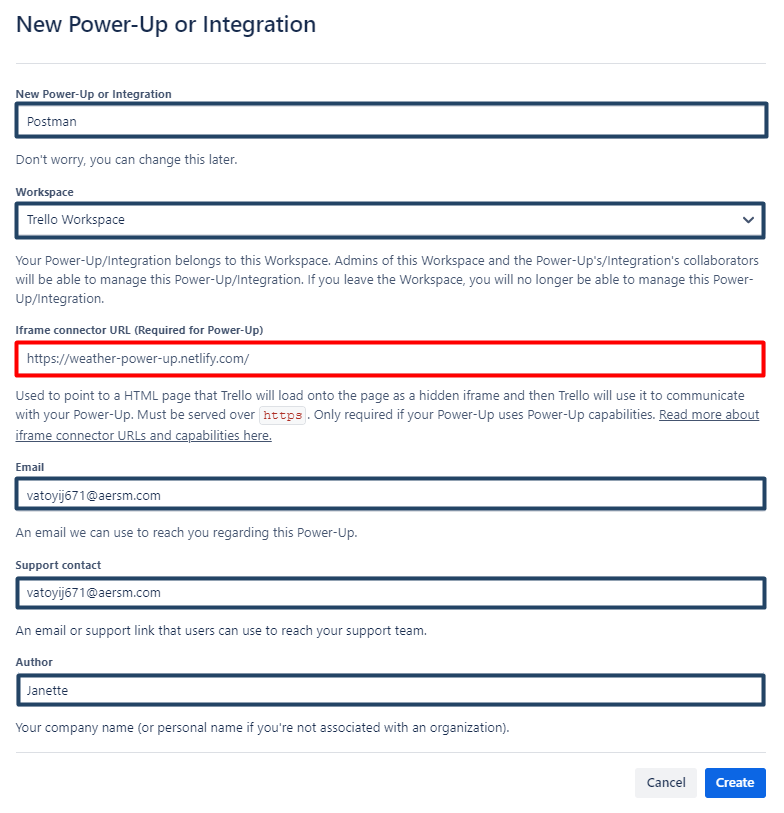 New Power-Up or Integration
New Power-Up or Integration
Postman
Don't worry, you can change this later.
Workspace
Trello Workspace
Your Power-Up/Integration belongs to this Workspace. Admins of this Workspace and the Power-Up's/Integration's collaborators
will be able to manage this Power-Up/Integration. If you leave the Workspace, you will no longer be able to manage this Power-
Up/Integration.
Iframe connector URL (Required for Power-Up)
https://weather-power-up.netlify.com/
Used to point to a HTML page that Trello will load onto the page as a hidden iframe and then Trello will use it to communicate
with your Power-Up. Must be served over https. Only required if your Power-Up uses Power-Up capabilities. Read more about
iframe connector URLs and capabilities here.
Email
vatoyij671@aersm.com
An email we can use to reach you regarding this Power-Up.
Support contact
vatoyij671@aersm.com
An email or support link that users can use to reach your support team.
Author
Janette
Your company name (or personal name if you're not associated with an organization).
Cancel Create